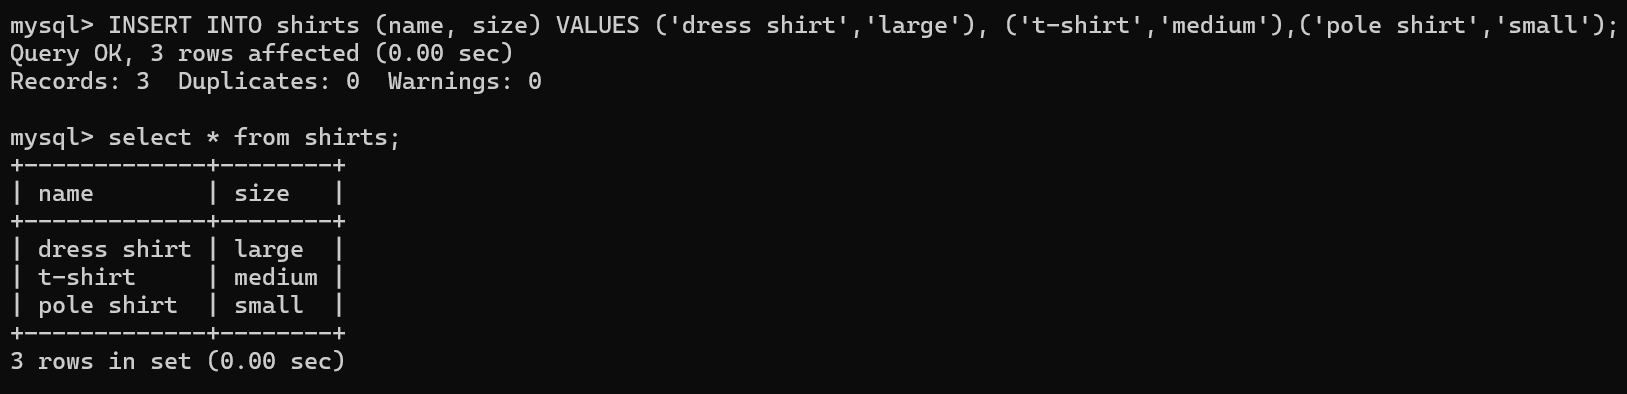 mysql> INSERT INTO shirts (name, size) VALUES ('dress shirt','large'), ('t-shirt','medium'),('pole shirt','small');
Query OK, 3 rows affected (0.00 sec)
Records: 3  Duplicates: 0  Warnings: 0

mysql> select * from shirts;
+-------------+--------+
| name        | size   |
+-------------+--------+
| dress shirt | large  |
| t-shirt     | medium |
| pole shirt  | small  |
+-------------+--------+
3 rows in set (0.00 sec)